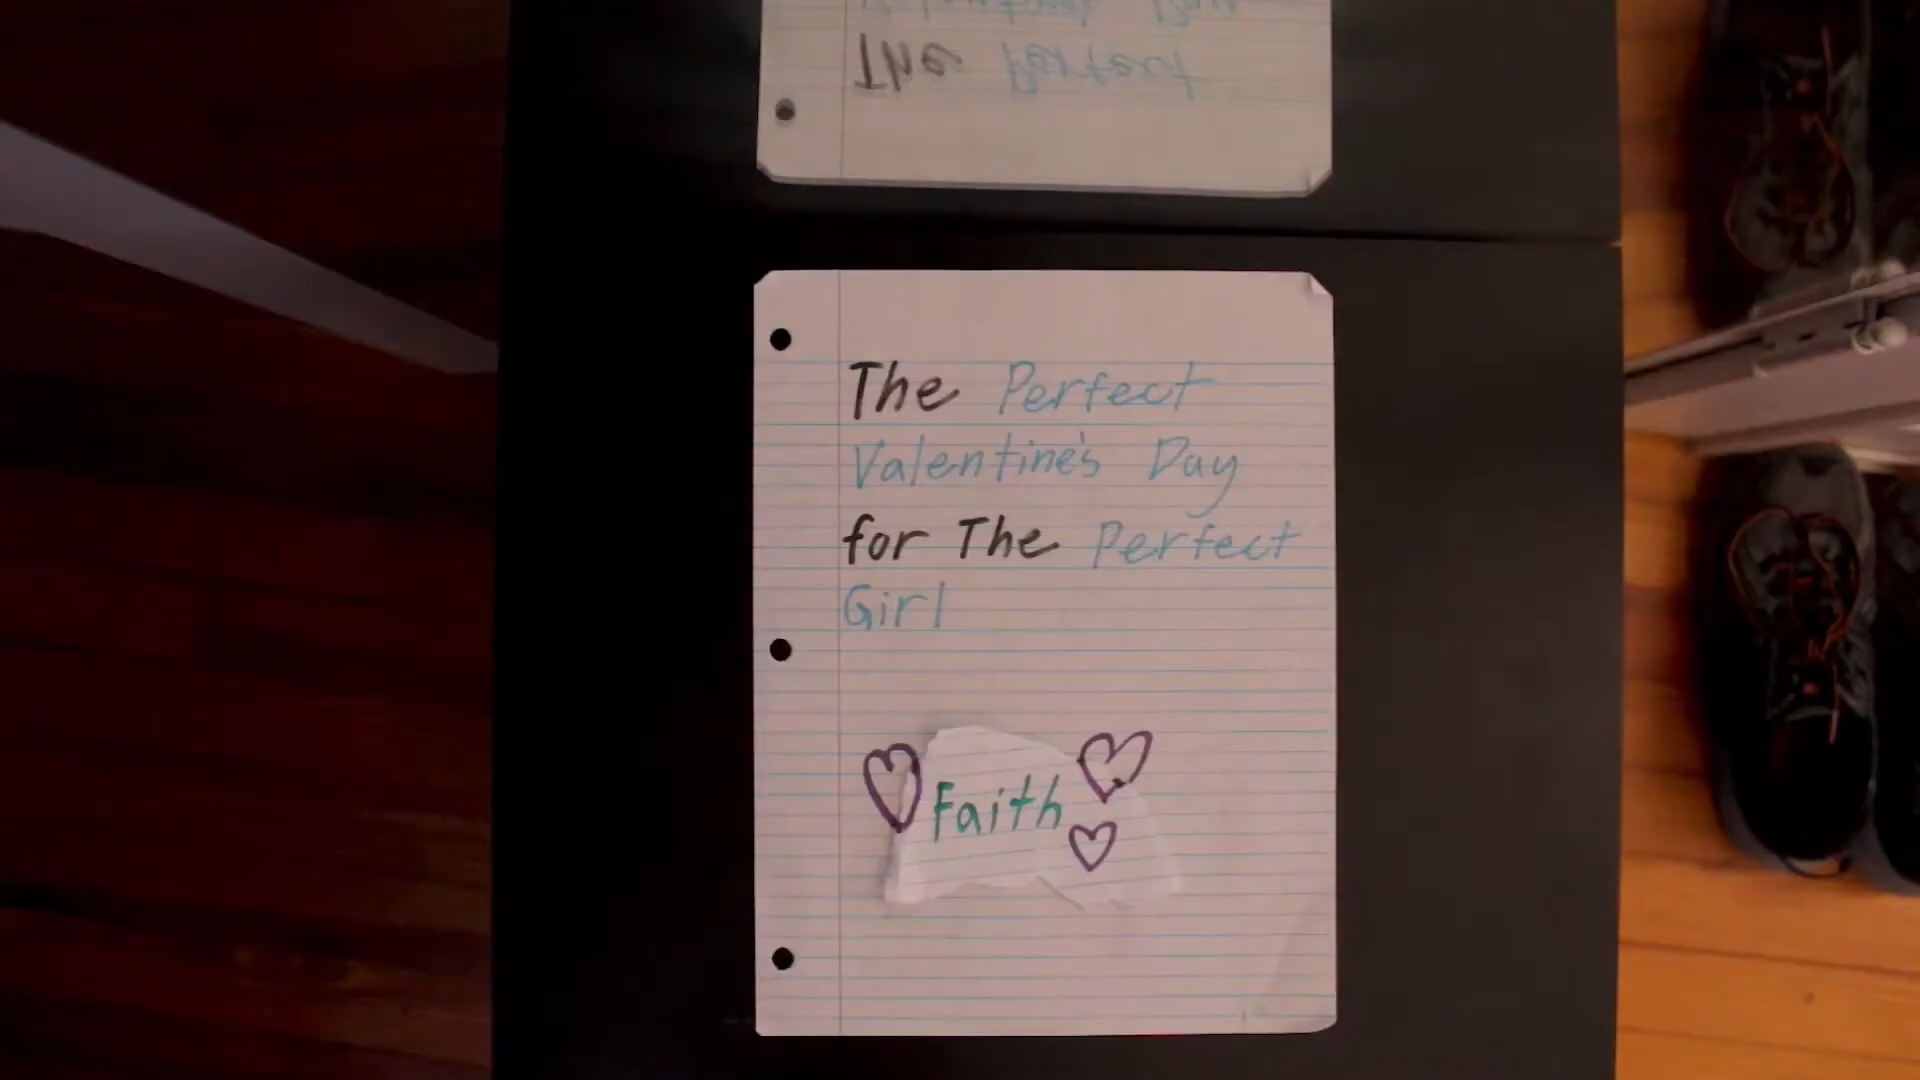 The Perfect
Valentine's Day
for The Perfect
Girl
Faith